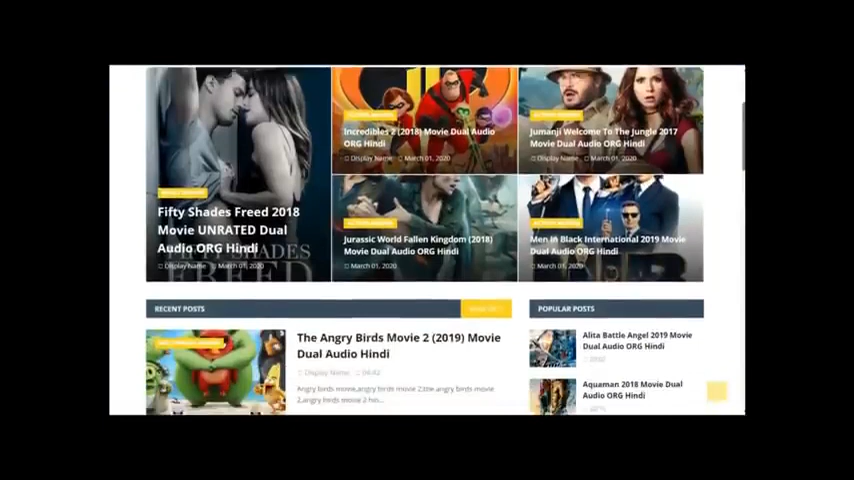 Fifty Shades Freed 2018
Movie UNRATED Dual
Audio ORG Hindi
Display Name March 01, 2020
FIFTY SHADES
FREED
Incredibles 2 (2018) Movie Dual Audio
ORG Hindi
Display Name March 01, 2020
Jumanji Welcome To The Jungle 2017
Movie Dual Audio ORG Hindi
Display Name March 01, 2020
Jurassic World Fallen Kingdom (2018)
Movie Dual Audio ORG Hindi
March 01, 2020
Men In Black International 2019 Movie
Dual Audio ORG Hindi
March 01, 2020
RECENT POSTS
The Angry Birds Movie 2 (2019) Movie
Dual Audio Hindi
Display Name 04:42
Angry birds movie,angry birds movie 2,the angry birds movie
2,angry birds movie 2 hin...
POPULAR POSTS
Alita Battle Angel 2019 Movie
Dual Audio ORG Hindi
Aquaman 2018 Movie Dual
Audio ORG Hindi